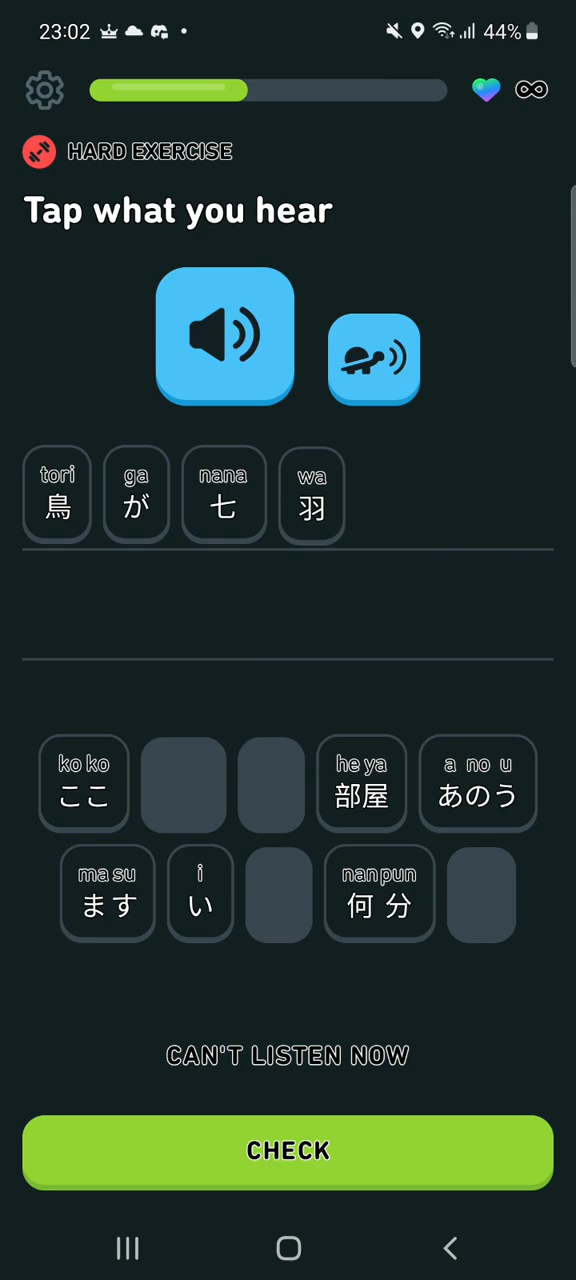 23:02
44%
HARD EXERCISE
Tap what you hear
tori ga nana wa
鳥 が 七 羽
ko ko he ya a no u
ここ 部屋 あのう
ma su i nan pun
ます い 何分
CAN'T LISTEN NOW
CHECK